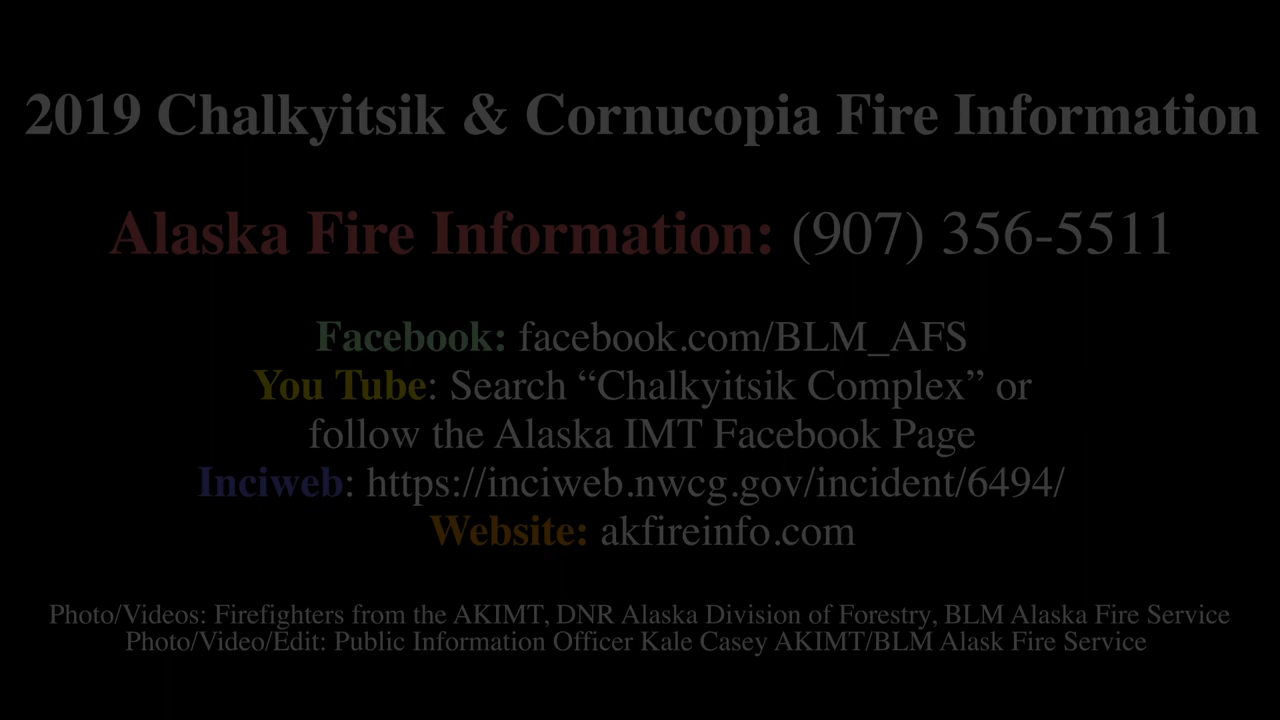 2019 Chalkyitsik & Cornucopia Fire Information
Alaska Fire Information: (907) 356-5511
Facebook: facebook.com/BLM_AFS
You Tube: Search “Chalkyitsik Complex” or
follow the Alaska IMT Facebook Page
Inciweb: https://inciweb.nwcg.gov/incident/6494/
Website: akfireinfo.com
Photo/Videos: Firefighters from the AKIMT, DNR Alaska Division of Forestry, BLM Alaska Fire Service
Photo/Video/Edit: Public Information Officer Kale Casey AKIMT/BLM Alask Fire Service